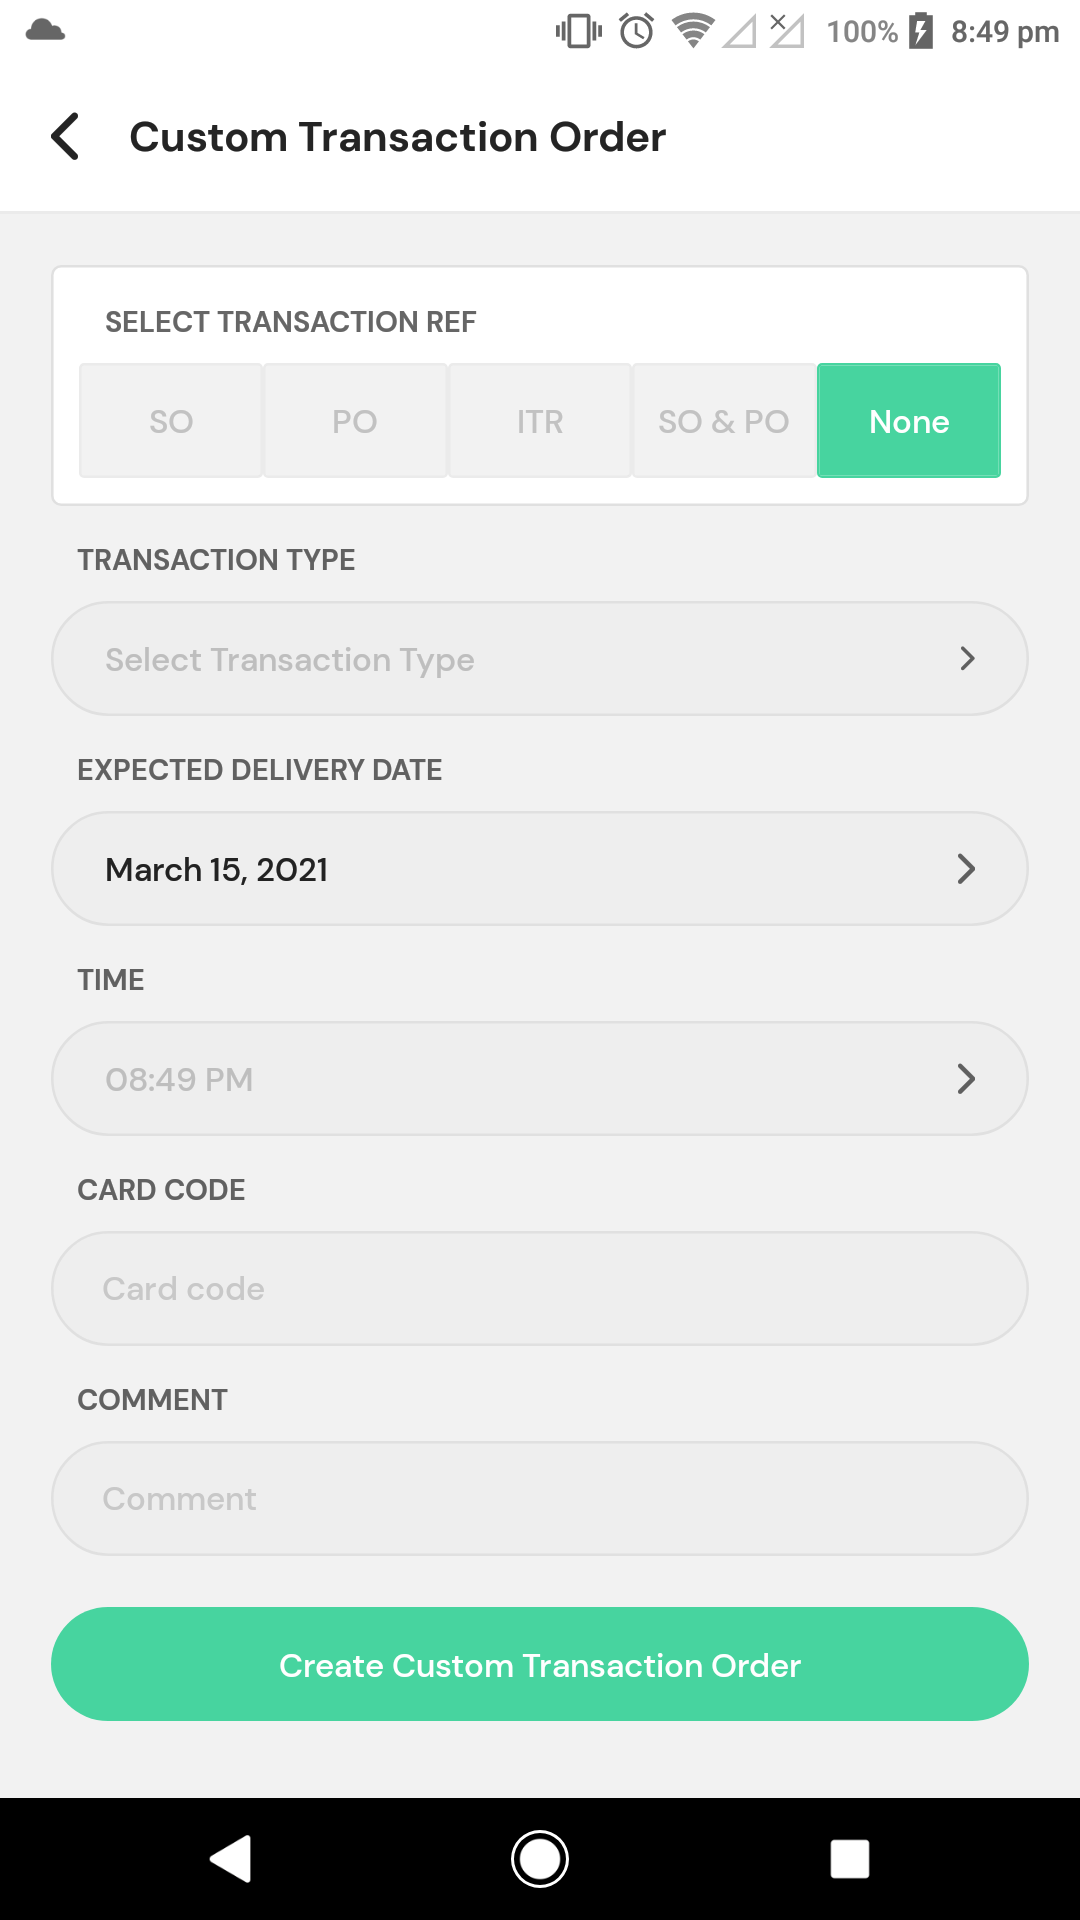 100% 8:49 pm
Custom Transaction Order
SELECT TRANSACTION REF
SO PO ITR SO & PO None
TRANSACTION TYPE
Select Transaction Type
EXPECTED DELIVERY DATE
March 15, 2021
TIME
08:49 PM
CARD CODE
Card code
COMMENT
Comment
Create Custom Transaction Order